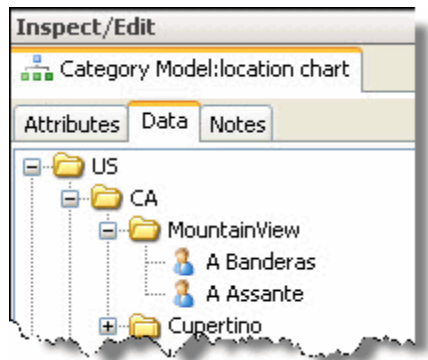 Inspect/Edit
Category Model:location chart
Attributes Data Notes
US
CA
MountainView
A Banderas
A Assante
Cupertino